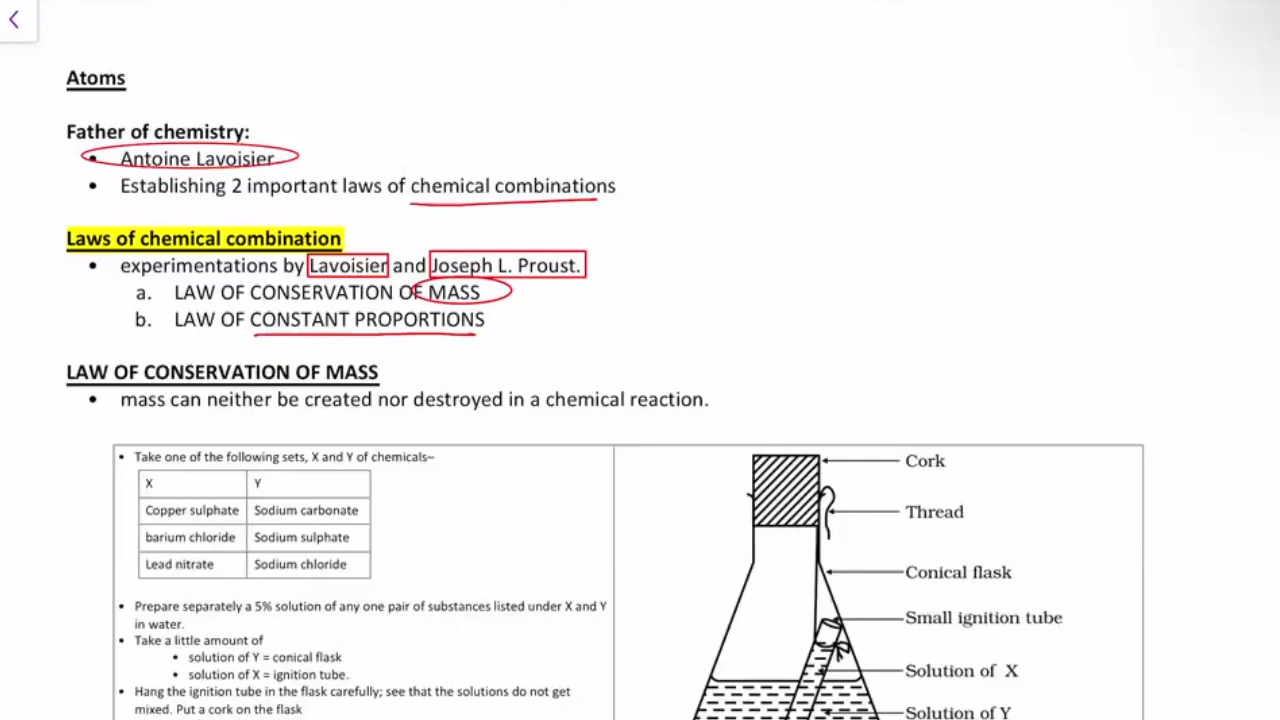 Atoms
Father of chemistry:
• Antoine Lavoisier
• Establishing 2 important laws of chemical combinations
Laws of chemical combination
• experimentations by Lavoisier and Joseph L. Proust.
a. LAW OF CONSERVATION OF MASS
b. LAW OF CONSTANT PROPORTIONS
LAW OF CONSERVATION OF MASS
• mass can neither be created nor destroyed in a chemical reaction.
• Take one of the following sets, X and Y of chemicals–
X Y
Copper sulphate Sodium carbonate
barium chloride Sodium sulphate
Lead nitrate Sodium chloride
• Prepare separately a 5% solution of any one pair of substances listed under X and Y
in water.
• Take a little amount of
• solution of Y = conical flask
• solution of X = ignition tube.
• Hang the ignition tube in the flask carefully; see that the solutions do not get
mixed. Put a cork on the flask
Cork
Thread
Conical flask
Small ignition tube
Solution of X
Solution of Y